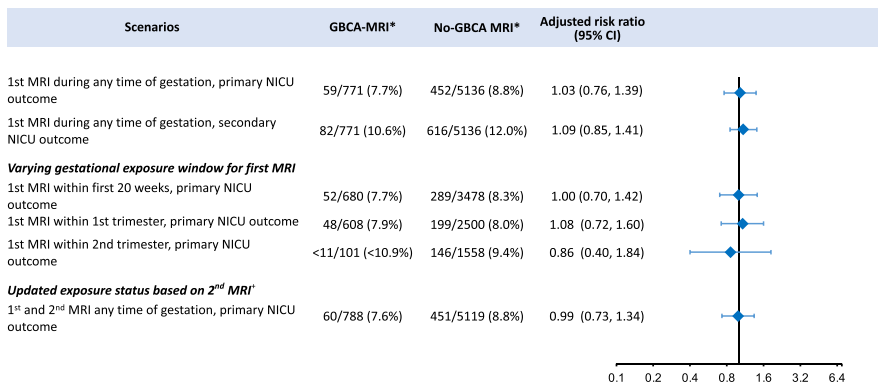 Scenarios GBCA-MRI* No-GBCA MRI* Adjusted risk ratio
(95% CI)
1st MRI during any time of gestation, primary NICU
outcome 59/771 (7.7%) 452/5136 (8.8%) 1.03 (0.76, 1.39)
1st MRI during any time of gestation, secondary
NICU outcome 82/771 (10.6%) 616/5136 (12.0%) 1.09 (0.85, 1.41)
Varying gestational exposure window for first MRI
1st MRI within first 20 weeks, primary NICU
outcome 52/680 (7.7%) 289/3478 (8.3%) 1.00 (0.70, 1.42)
1st MRI within 1st trimester, primary NICU outcome 48/608 (7.9%) 199/2500 (8.0%) 1.08 (0.72, 1.60)
1st MRI within 2nd trimester, primary NICU
outcome <11/101 (<10.9%) 146/1558 (9.4%) 0.86 (0.40, 1.84)
Updated exposure status based on 2nd MRI+
1st and 2nd MRI any time of gestation, primary NICU
outcome 60/788 (7.6%) 451/5119 (8.8%) 0.99 (0.73, 1.34)
0.1 0.2 0.4 0.8 1.6 3.2 6.4